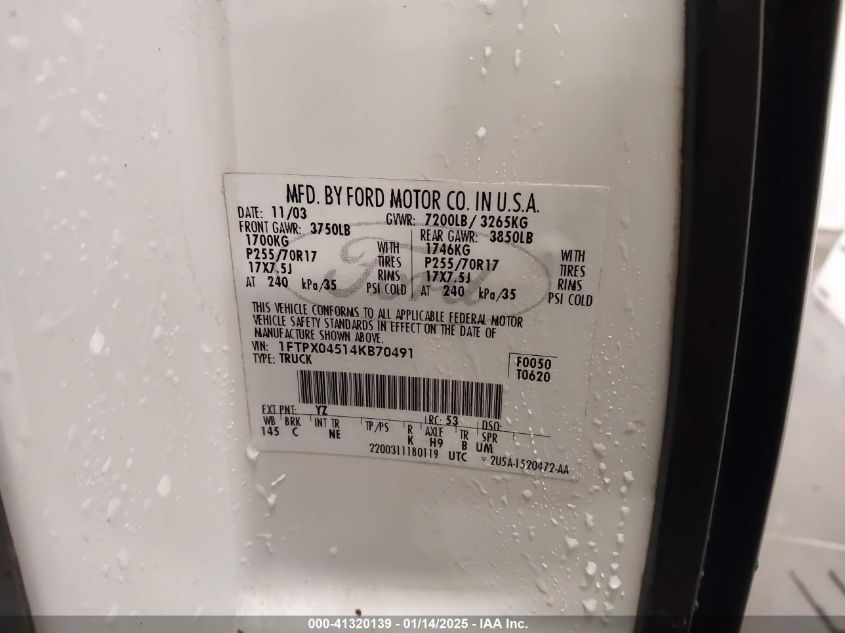 MFD. BY FORD MOTOR CO. IN U.S.A.
DATE: 11/03 GVWR: 7200LB/ 3265KG
FRONT GAWR: 3750LB REAR GAWR: 3850LB
1700KG WITH 1746KG WITH
P255/70R17 TIRES P255/70R17 TIRES
17X7.5J RIMS 17X7.5J RIMS
AT 240 kPa/35 PSI COLD AT 240 kPa/35 PSI COLD
Ford
THIS VEHICLE CONFORMS TO ALL APPLICABLE FEDERAL MOTOR
VEHICLE SAFETY STANDARDS IN EFFECT ON THE DATE OF
MANUFACTURE SHOWN ABOVE.
VIN: 1FTPX04514KB70491
TYPE: TRUCK
F0050
T0620
EXT PNT: YZ RC: 53 DSO:
WB BRK INT TR TP/PS R AXLE TR SPR
145 C NE K H9 B UM
2200311180119 UTC ▽ 2U5A-1520472-AA
000-41320139 - 01/14/2025 - IAA Inc.